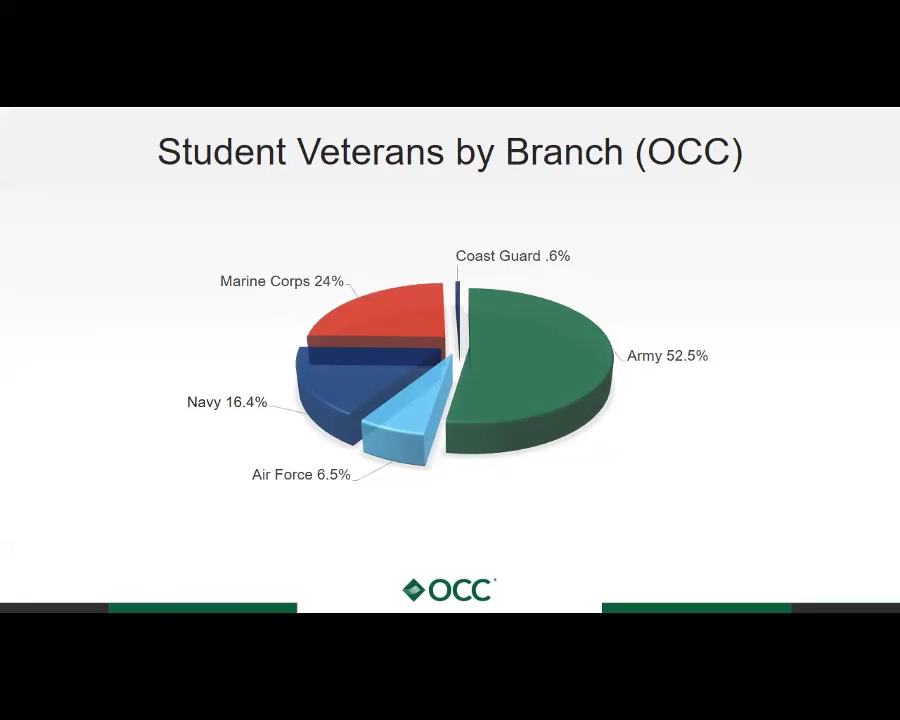 Student Veterans by Branch (OCC)
Coast Guard .6%
Marine Corps 24%
Army 52.5%
Navy 16.4%
Air Force 6.5%
OCC